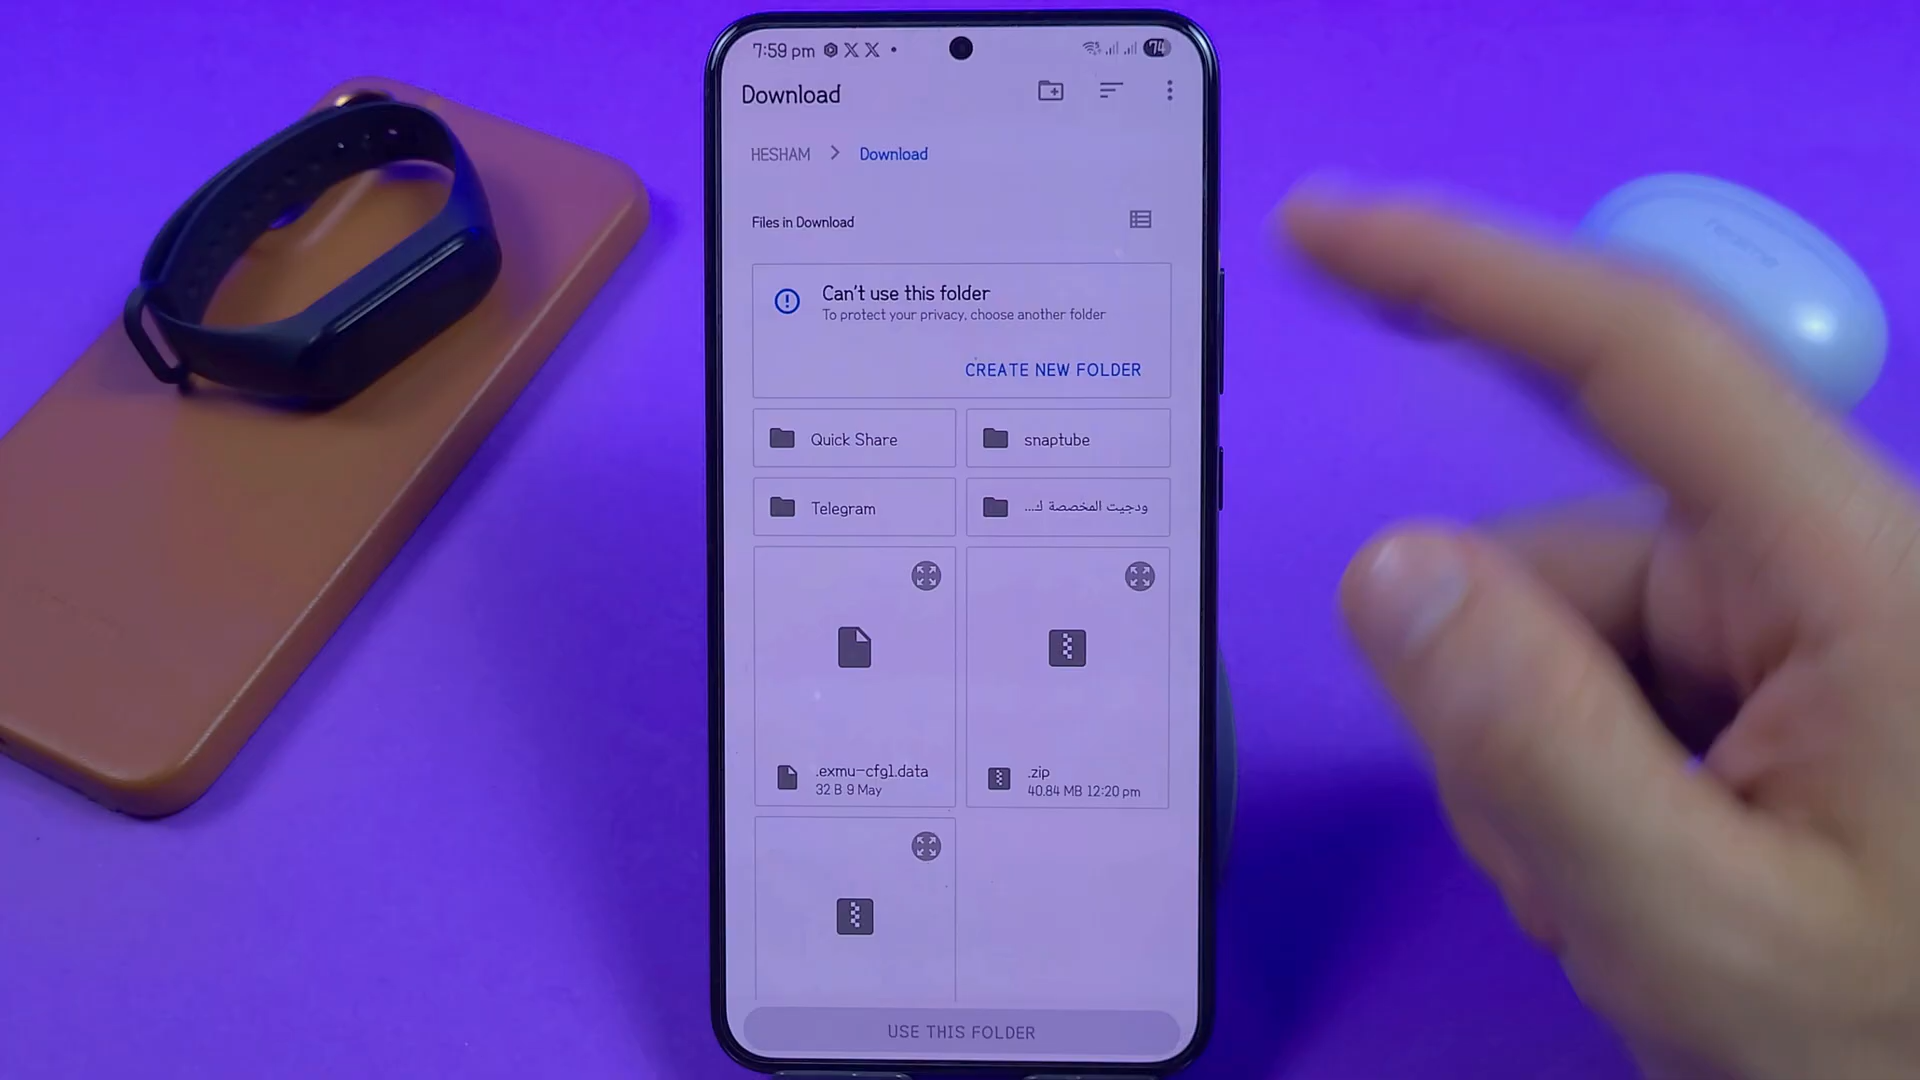 7:59 pm
74
Download
HESHAM > Download
Files in Download
Can't use this folder
To protect your privacy, choose another folder
CREATE NEW FOLDER
Quick Share
snaptube
Telegram
ودجيت المخصصة ك...
.exmu-cfg1.data
32 B 9 May
.zip
40.84 MB 12:20 pm
USE THIS FOLDER
realme